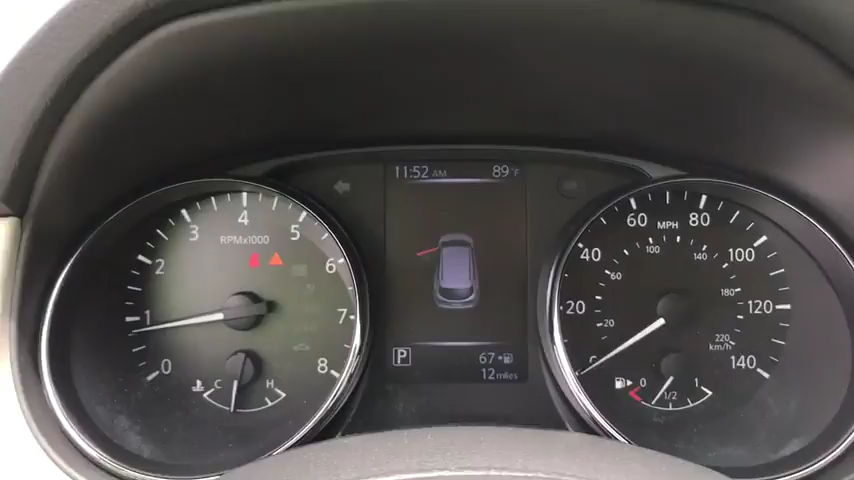 11:52 AM 89°F
RPMx1000
0 1 2 3 4 5 6 7 8
C H
P 67
12 miles
MPH
0 20 40 60 80 100 120 140
20 60 100 140 180 220
km/h
0 1/2 1